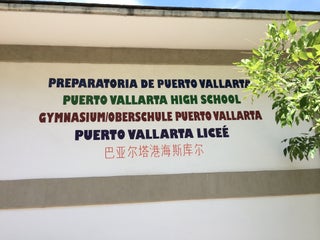 PREPARATORIA DE PUERTO VALLARTA
PUERTO VALLARTA HIGH SCHOOL
GYMNASIUM/OBERSCHULE PUERTO VALLARTA
PUERTO VALLARTA LICEÉ
巴亚尔塔港海斯库尔